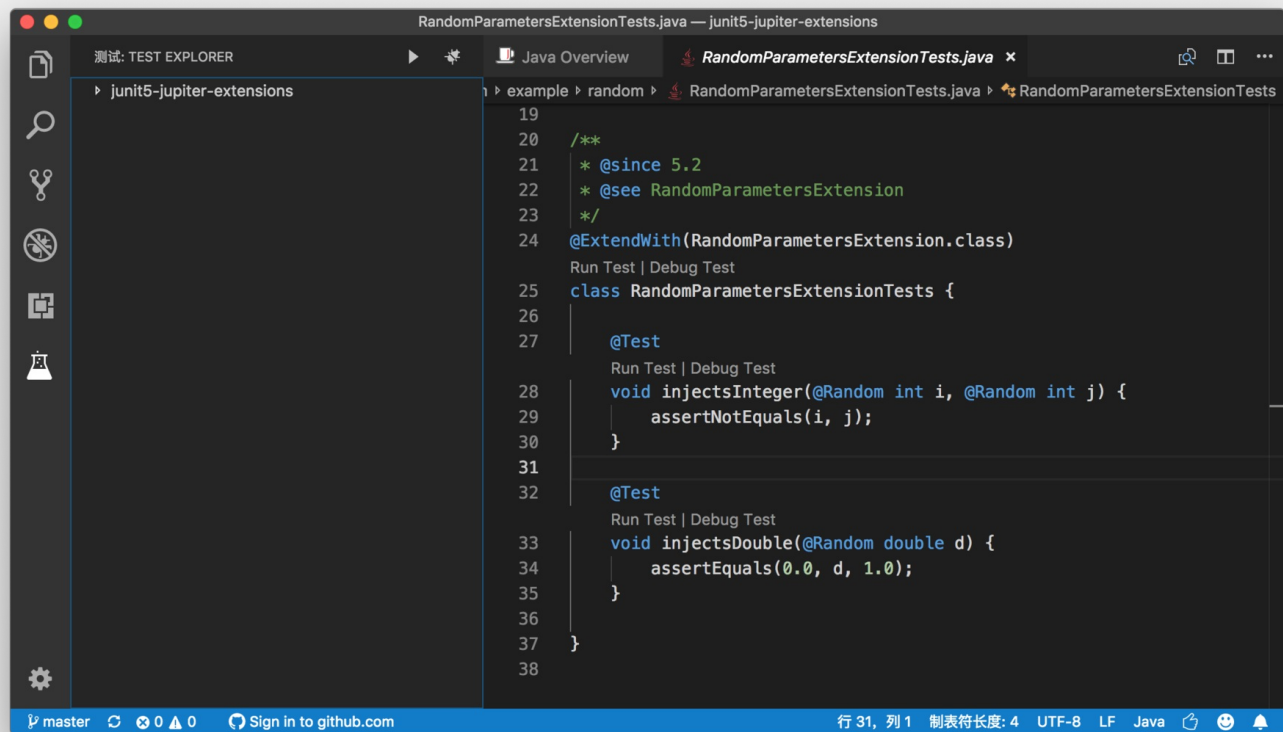 RandomParametersExtensionTests.java — junit5-jupiter-extensions
测试: TEST EXPLORER
junit5-jupiter-extensions
Java Overview
RandomParametersExtensionTests.java ×
example ▸ random ▸ RandomParametersExtensionTests.java ▸ RandomParametersExtensionTests
19
20 /**
21  * @since 5.2
22  * @see RandomParametersExtension
23  */
24 @ExtendWith(RandomParametersExtension.class)
Run Test | Debug Test
25 class RandomParametersExtensionTests {
26
27     @Test
Run Test | Debug Test
28     void injectsInteger(@Random int i, @Random int j) {
29         assertNotEquals(i, j);
30     }
31
32     @Test
Run Test | Debug Test
33     void injectsDouble(@Random double d) {
34         assertEquals(0.0, d, 1.0);
35     }
36
37 }
38
master 0 0 Sign in to github.com 行 31，列 1 制表符长度: 4 UTF-8 LF Java